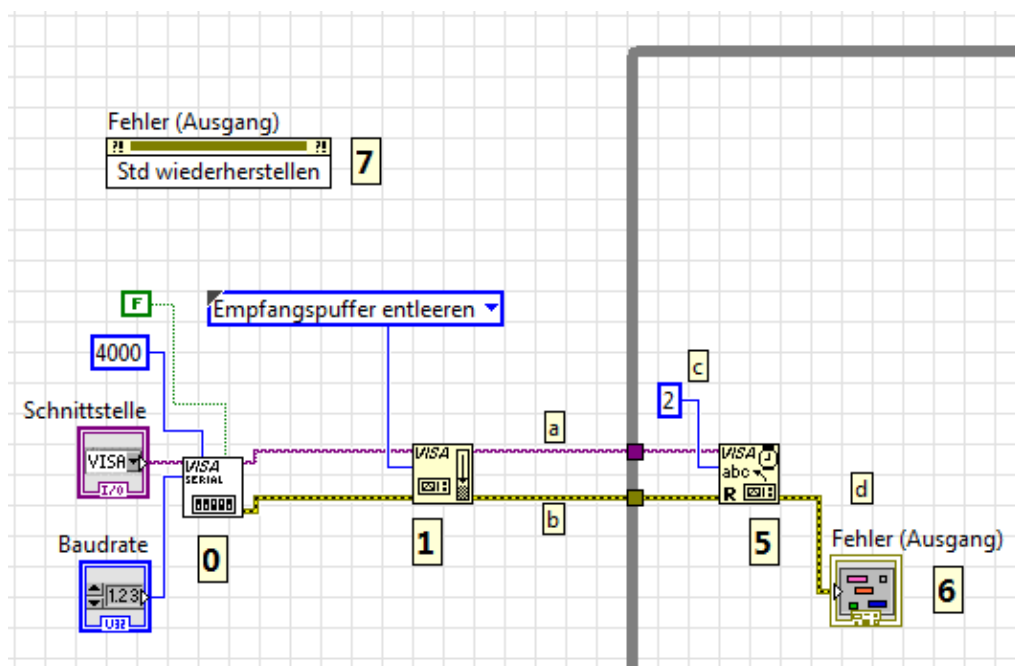 Fehler (Ausgang)
?! ?!
Std wiederherstellen
7
F
Empfangspuffer entleeren
4000
c
2
Schnittstelle
a
VISA
I/O
VISA
SERIAL
VISA
VISA
abc
R
b
d
Baudrate
0
1
5
Fehler (Ausgang)
1.23
U32
6